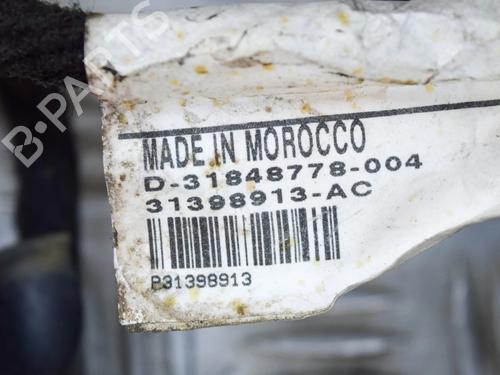 B-PARTS
MADE IN MOROCCO
D-31848778-004
31398913-AC
P31398913